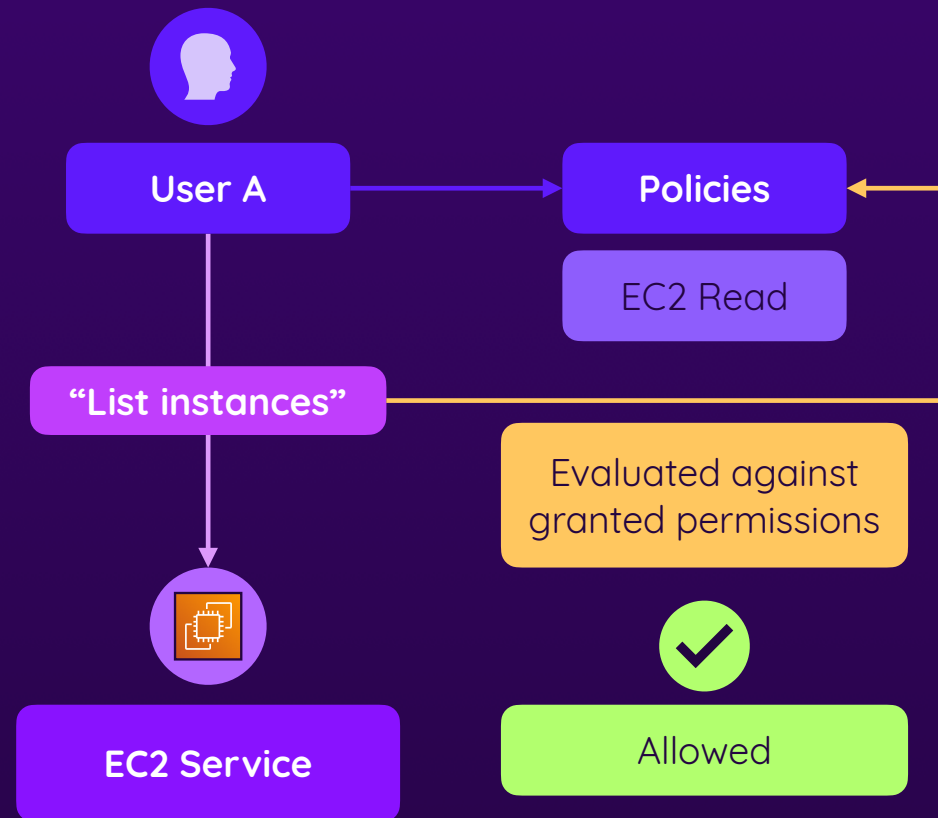 User A
Policies
EC2 Read
“List instances”
Evaluated against
granted permissions
Allowed
EC2 Service